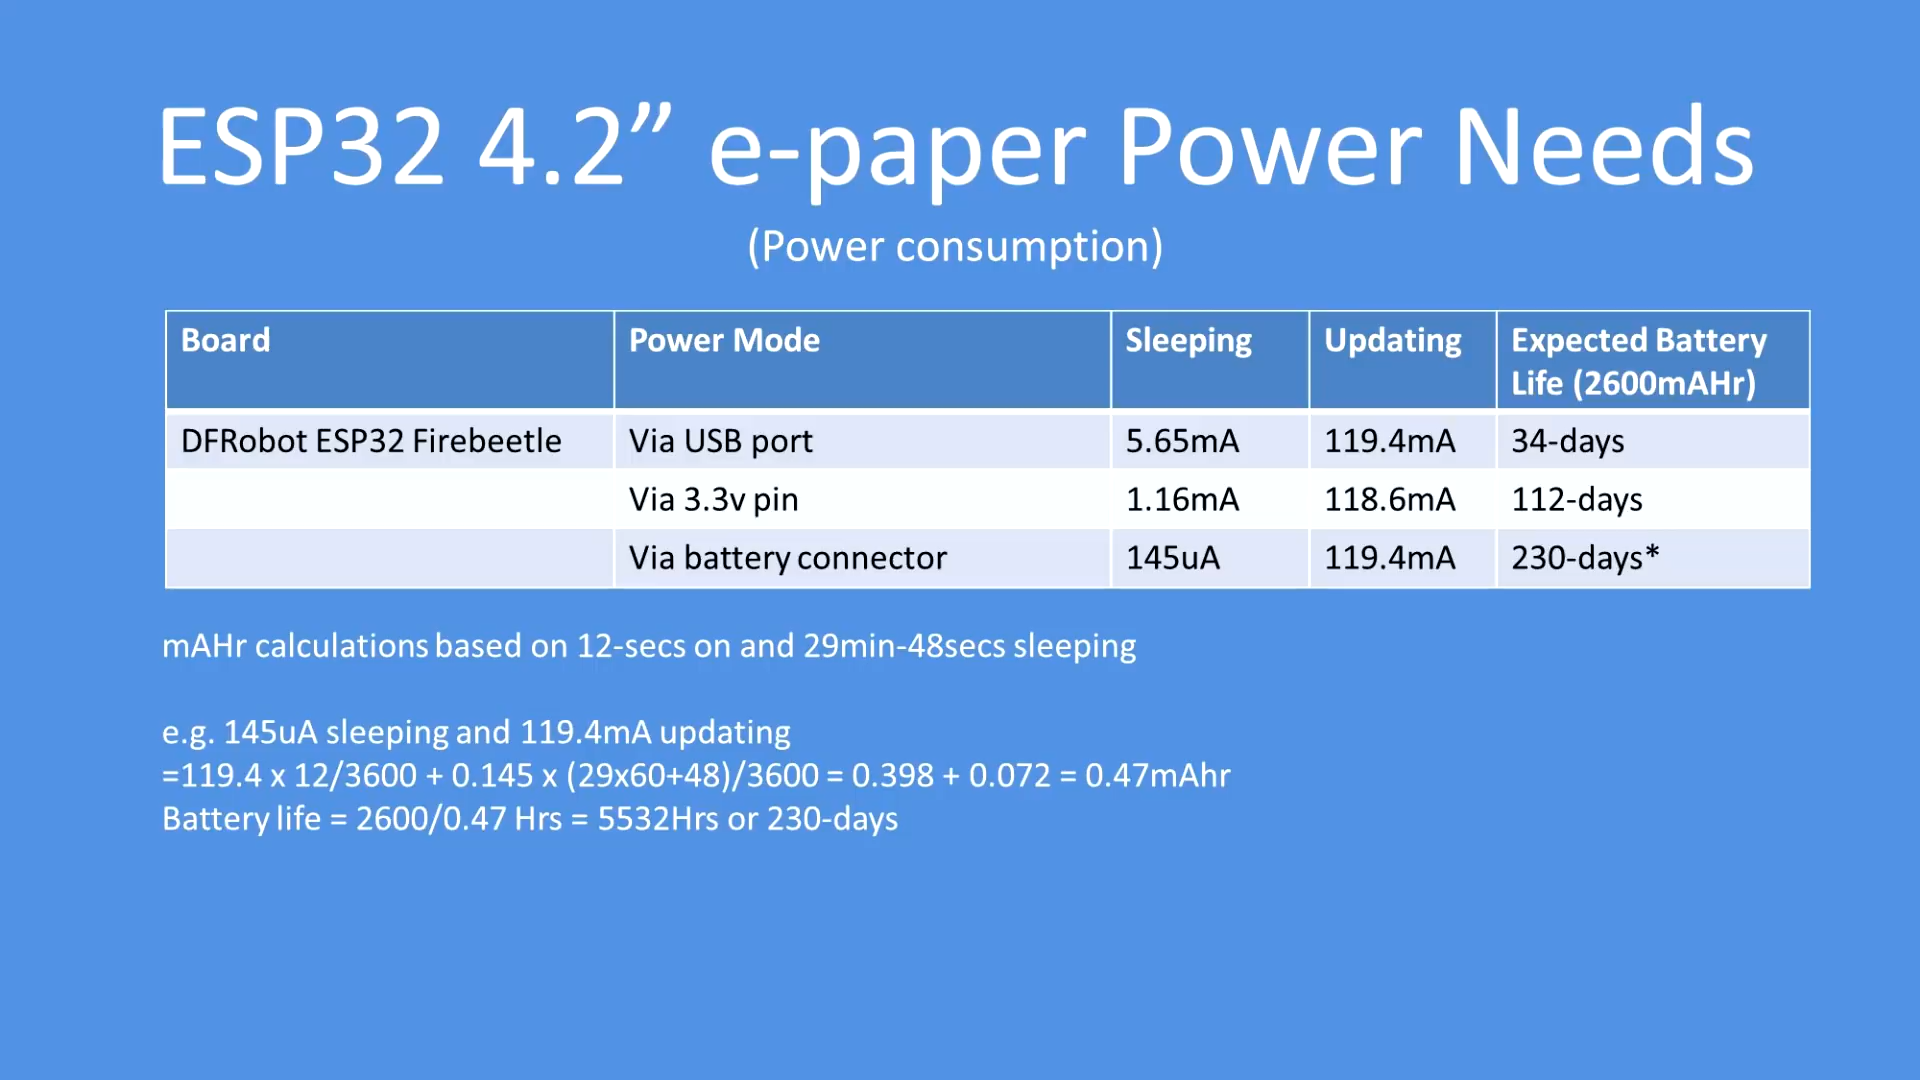 ESP32 4.2” e-paper Power Needs
(Power consumption)
Board Power Mode Sleeping Updating Expected Battery
Life (2600mAHr)
DFRobot ESP32 Firebeetle Via USB port 5.65mA 119.4mA 34-days
Via 3.3v pin 1.16mA 118.6mA 112-days
Via battery connector 145uA 119.4mA 230-days*
mAHr calculations based on 12-secs on and 29min-48secs sleeping
e.g. 145uA sleeping and 119.4mA updating
=119.4 x 12/3600 + 0.145 x (29x60+48)/3600 = 0.398 + 0.072 = 0.47mAhr
Battery life = 2600/0.47 Hrs = 5532Hrs or 230-days